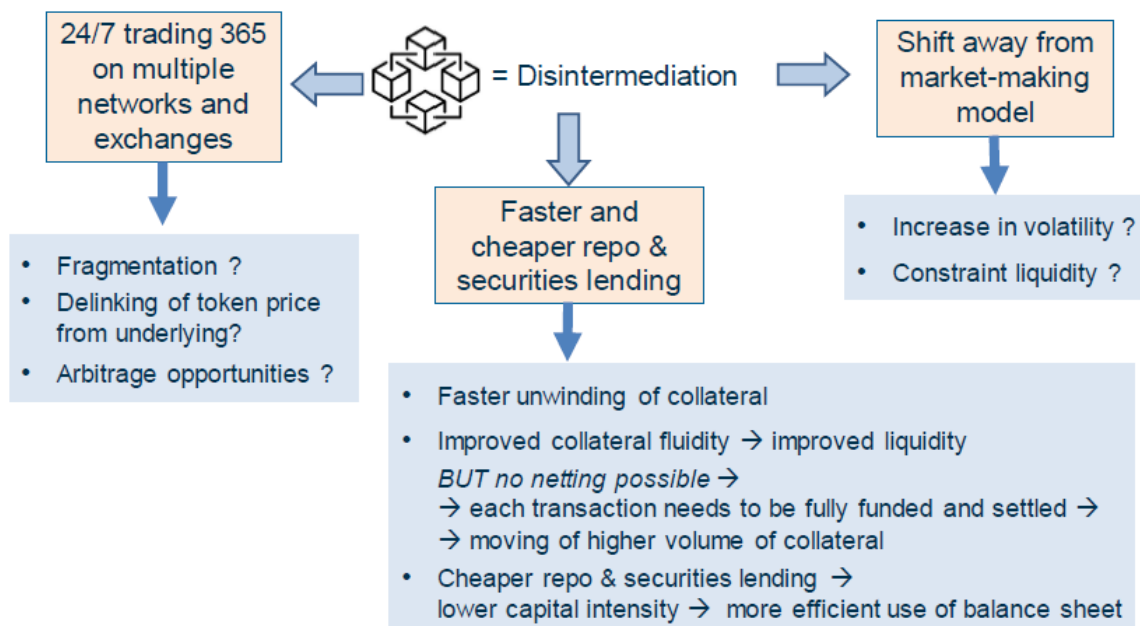 24/7 trading 365
on multiple
networks and
exchanges
= Disintermediation
Shift away from
market-making
model
• Fragmentation ?
• Delinking of token price
from underlying?
• Arbitrage opportunities ?
Faster and
cheaper repo &
securities lending
• Increase in volatility ?
• Constraint liquidity ?
• Faster unwinding of collateral
• Improved collateral fluidity → improved liquidity
BUT no netting possible →
→ each transaction needs to be fully funded and settled →
→ moving of higher volume of collateral
• Cheaper repo & securities lending →
lower capital intensity → more efficient use of balance sheet